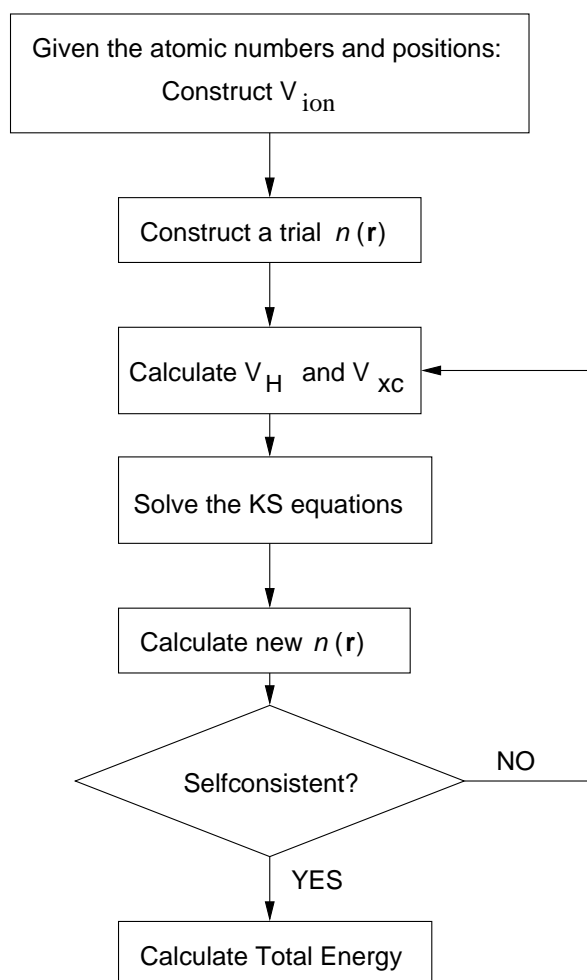 Given the atomic numbers and positions:
Construct V ion
Construct a trial n (r)
Calculate V H and V xc
Solve the KS equations
Calculate new n (r)
Selfconsistent?
NO
YES
Calculate Total Energy